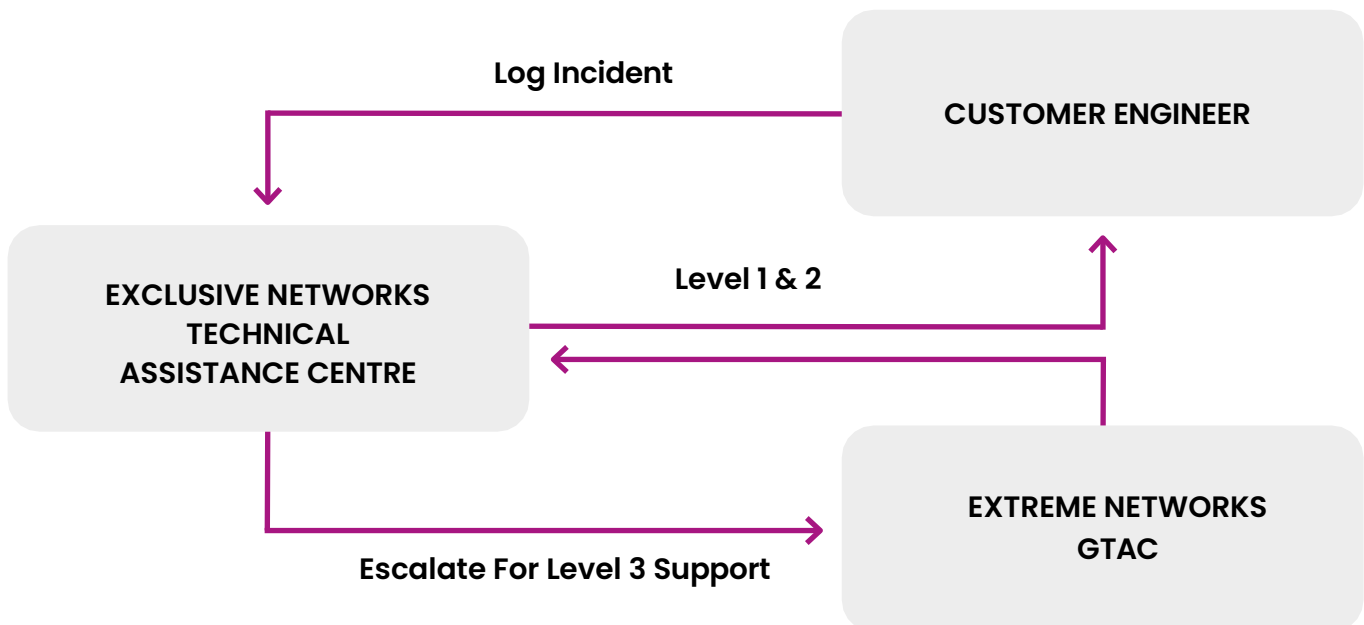 Log Incident
CUSTOMER ENGINEER
EXCLUSIVE NETWORKS
TECHNICAL
ASSISTANCE CENTRE
Level 1 & 2
EXTREME NETWORKS
GTAC
Escalate For Level 3 Support